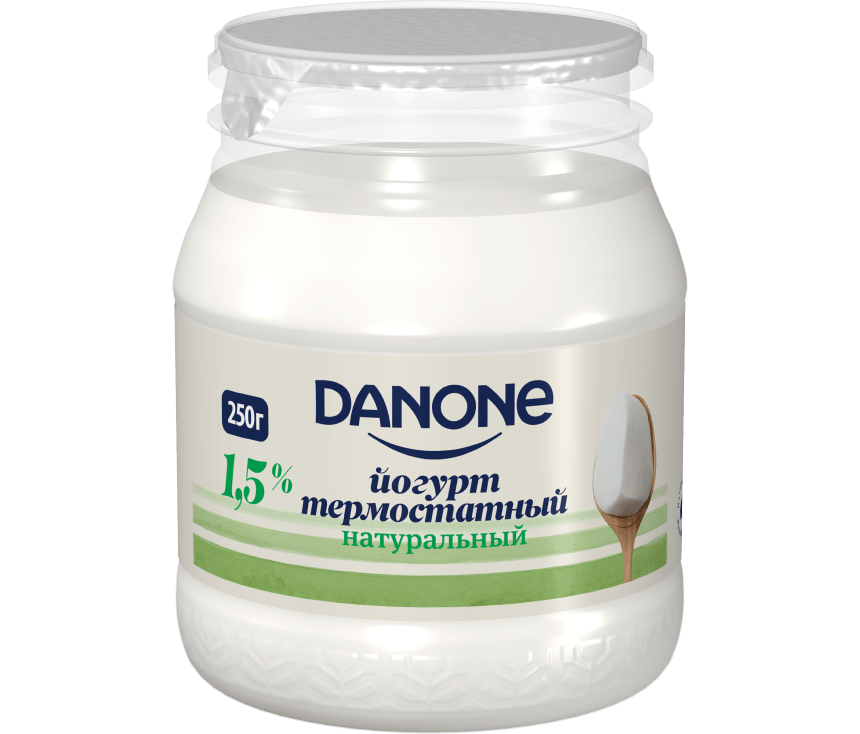 DANONE
250г
1,5%
йогурт
термостатный
натуральный